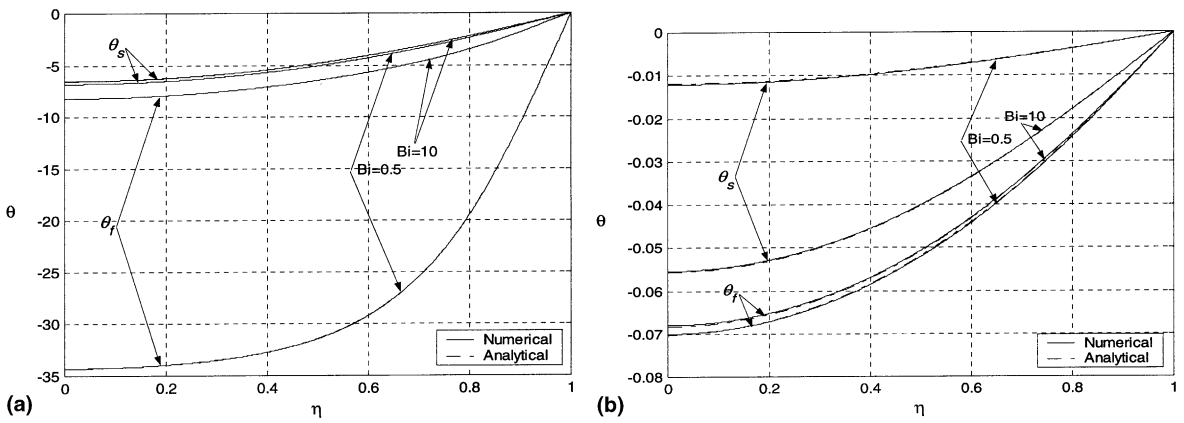 0
-5
-10
-15
-20
-25
-30
-35
θ
θs
θf
Bi=10
Bi=0.5
Numerical
Analytical
0 0.2 0.4 0.6 0.8 1
(a)
η
0
-0.01
-0.02
-0.03
-0.04
-0.05
-0.06
-0.07
-0.08
θ
Bi=10
Bi=0.5
θs
θf
Numerical
Analytical
0 0.2 0.4 0.6 0.8 1
(b)
η